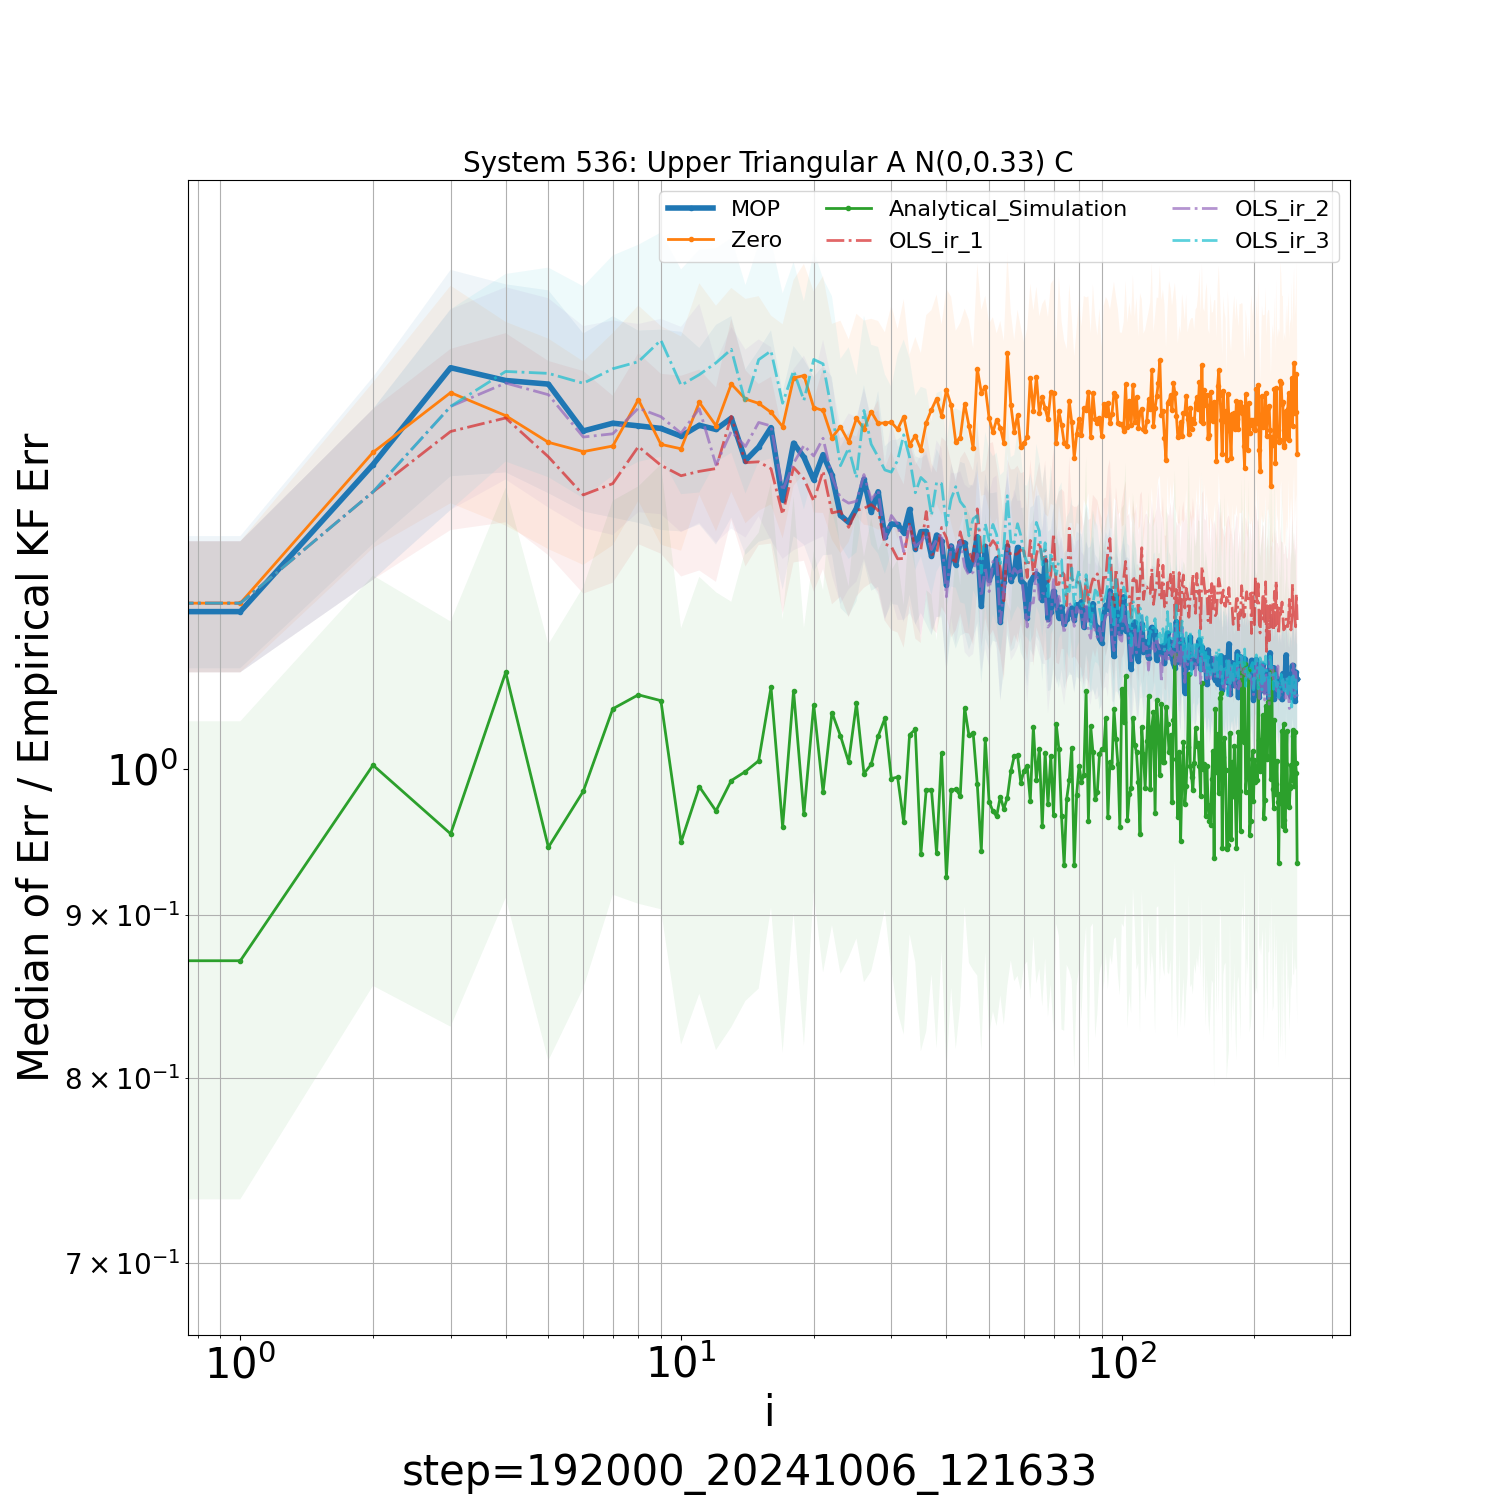 System 536: Upper Triangular A N(0,0.33) C
MOP
Zero
Analytical_Simulation
OLS_ir_1
OLS_ir_2
OLS_ir_3
Median of Err / Empirical KF Err
10⁰
9 × 10⁻¹
8 × 10⁻¹
7 × 10⁻¹
10⁰ 10¹ 10²
i
step=192000_20241006_121633